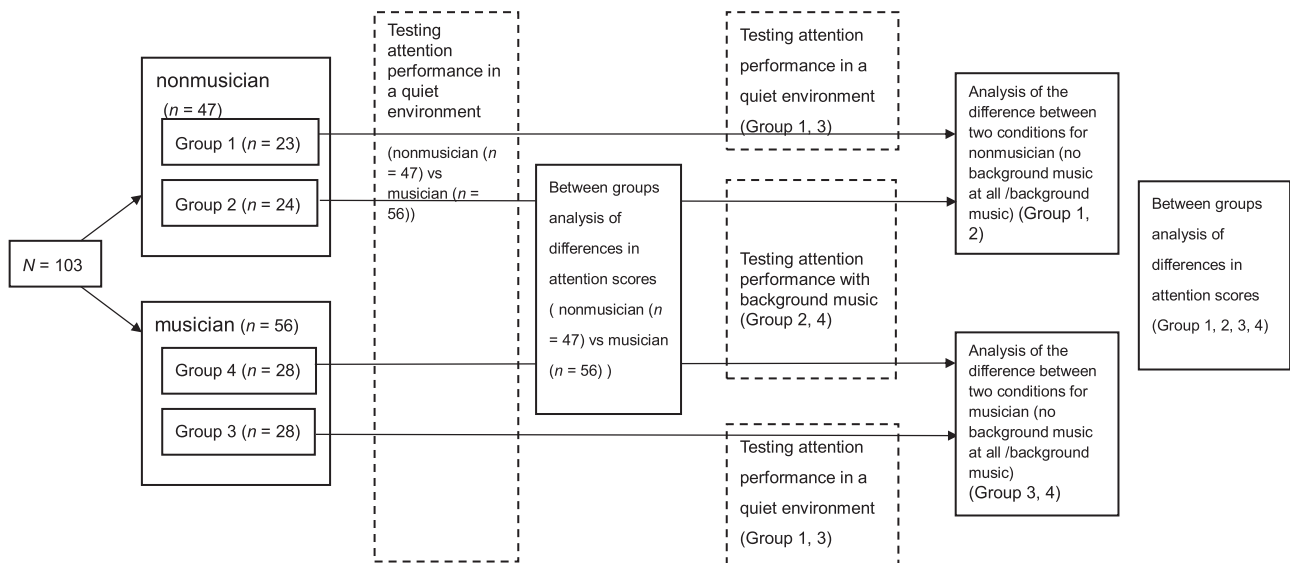 N = 103
nonmusician
(n = 47)
Group 1 (n = 23)
Group 2 (n = 24)
musician (n = 56)
Group 4 (n = 28)
Group 3 (n = 28)
Testing
attention
performance in
a quiet
environment
(nonmusician (n
= 47) vs
musician (n =
56))
Between groups
analysis of
differences in
attention scores
( nonmusician (n
= 47) vs musician
(n = 56) )
Testing attention
performance in a
quiet environment
(Group 1, 3)
Testing attention
performance with
background music
(Group 2, 4)
Testing attention
performance in a
quiet environment
(Group 1, 3)
Analysis of the
difference between
two conditions for
nonmusician (no
background music
at all /background
music) (Group 1,
2)
Analysis of the
difference between
two conditions for
musician (no
background music
at all /background
music)
(Group 3, 4)
Between groups
analysis of
differences in
attention scores
(Group 1, 2, 3, 4)